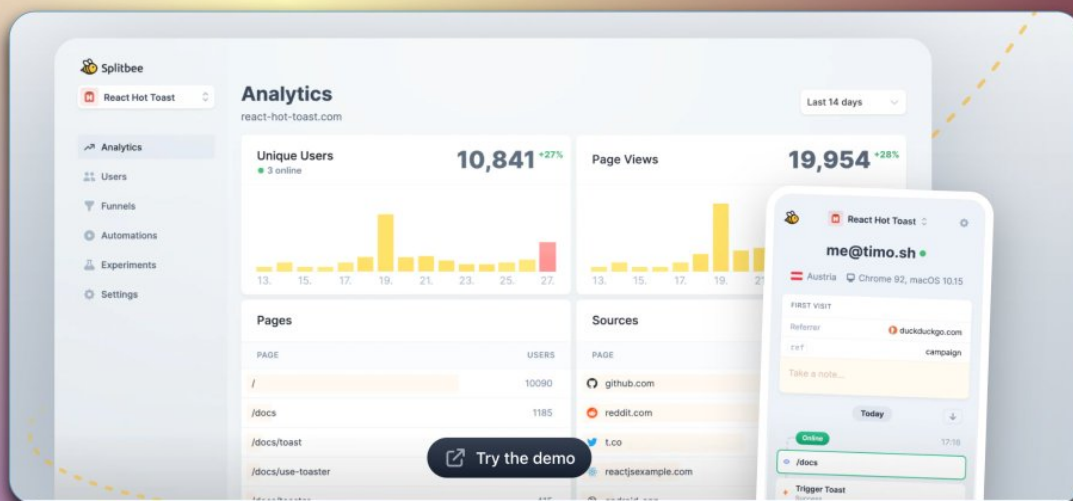 Splitbee
React Hot Toast
Analytics
Users
Funnels
Automations
Experiments
Settings
Analytics
react-hot-toast.com
Last 14 days
Unique Users
3 online
10,841 +27%
13. 15. 17. 19. 21. 23. 25. 27.
Page Views
19,954 +28%
13. 15. 17. 19.
Pages
PAGE USERS
/ 10090
/docs 1185
/docs/toast
/docs/use-toaster
Sources
PAGE
github.com
reddit.com
t.co
reactjsexample.com
Try the demo
React Hot Toast
me@timo.sh
Austria Chrome 92, macOS 10.15
FIRST VISIT
Referrer duckduckgo.com
ref campaign
Take a note...
Today
Online 17:18
/docs
Trigger Toast
Success